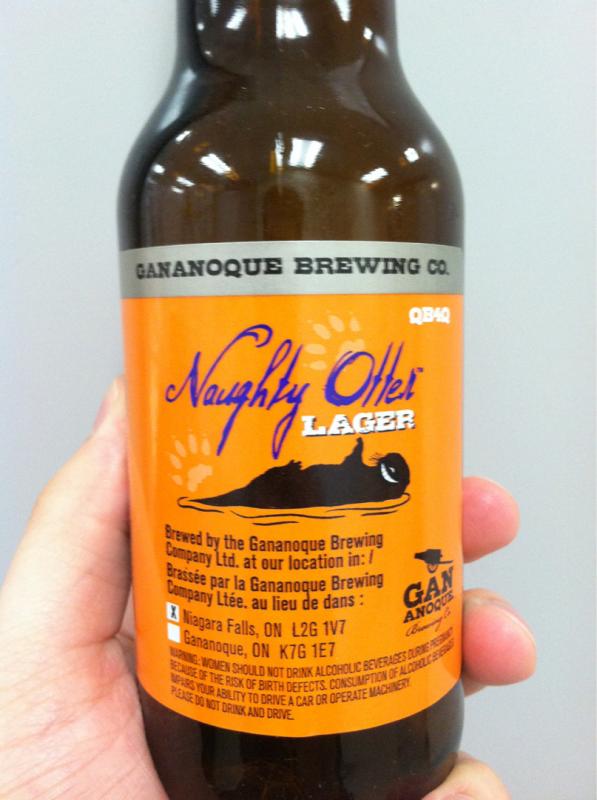 GANANOQUE BREWING CO.
QB4Q
Naughty Otter™
LAGER
Brewed by the Gananoque Brewing
Company Ltd. at our location in: /
Brassée par la Gananoque Brewing
Company Ltée. au lieu de dans :
X Niagara Falls, ON L2G 1V7
Gananoque, ON K7G 1E7
GAN
ANOQUE
Brewing Co.
WARNING: WOMEN SHOULD NOT DRINK ALCOHOLIC BEVERAGES DURING PREGNANCY
BECAUSE OF THE RISK OF BIRTH DEFECTS. CONSUMPTION OF ALCOHOLIC BEVERAGES
IMPAIRS YOUR ABILITY TO DRIVE A CAR OR OPERATE MACHINERY.
PLEASE DO NOT DRINK AND DRIVE.